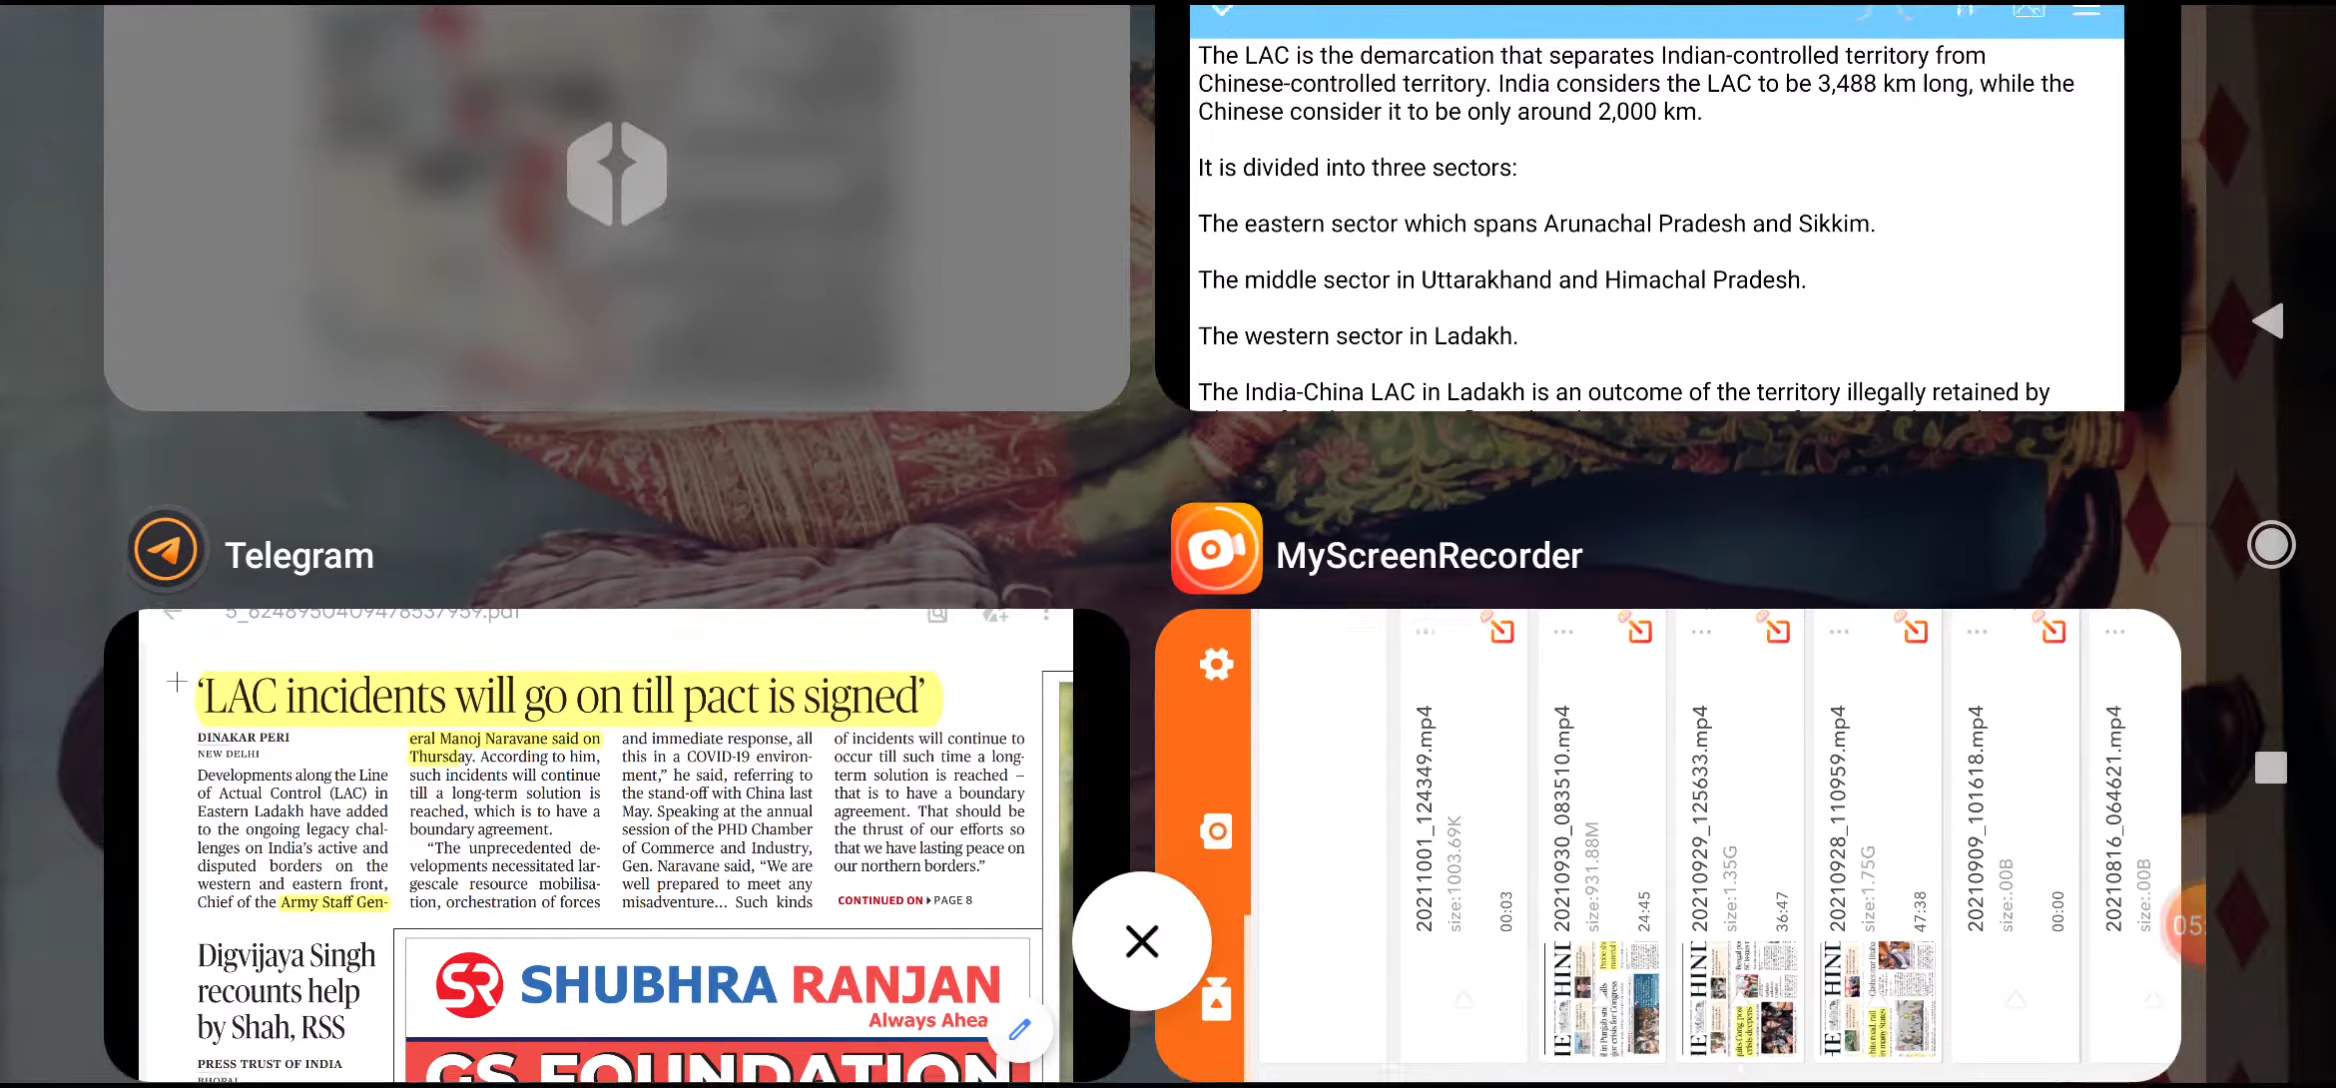 The LAC is the demarcation that separates Indian-controlled territory from
Chinese-controlled territory. India considers the LAC to be 3,488 km long, while the
Chinese consider it to be only around 2,000 km.
It is divided into three sectors:
The eastern sector which spans Arunachal Pradesh and Sikkim.
The middle sector in Uttarakhand and Himachal Pradesh.
The western sector in Ladakh.
The India-China LAC in Ladakh is an outcome of the territory illegally retained by
Telegram
MyScreenRecorder
5_6248950409478537959.pdf
‘LAC incidents will go on till pact is signed’
DINAKAR PERI
NEW DELHI
Developments along the Line
of Actual Control (LAC) in
Eastern Ladakh have added
to the ongoing legacy chal-
lenges on India’s active and
disputed borders on the
western and eastern front,
Chief of the Army Staff Gen-
eral Manoj Naravane said on
Thursday. According to him,
such incidents will continue
till a long-term solution is
reached, which is to have a
boundary agreement.
“The unprecedented de-
velopments necessitated lar-
gescale resource mobilisa-
tion, orchestration of forces
and immediate response, all
this in a COVID-19 environ-
ment,” he said, referring to
the stand-off with China last
May. Speaking at the annual
session of the PHD Chamber
of Commerce and Industry,
Gen. Naravane said, “We are
well prepared to meet any
misadventure... Such kinds
of incidents will continue to
occur till such time a long-
term solution is reached –
that is to have a boundary
agreement. That should be
the thrust of our efforts so
that we have lasting peace on
our northern borders.”
CONTINUED ON PAGE 8
Digvijaya Singh
recounts help
by Shah, RSS
PRESS TRUST OF INDIA
BHOPAL
SR SHUBHRA RANJAN
Always Ahea
GS FOUNDATION
20211001_124349.mp4
size:1003.69K
00:03
20210930_083510.mp4
size:931.88M
24:45
20210929_125633.mp4
size:1.35G
36:47
20210928_110959.mp4
size:1.75G
47:38
20210909_101618.mp4
size:.00B
00:00
20210816_064621.mp4
size:.00B
05: